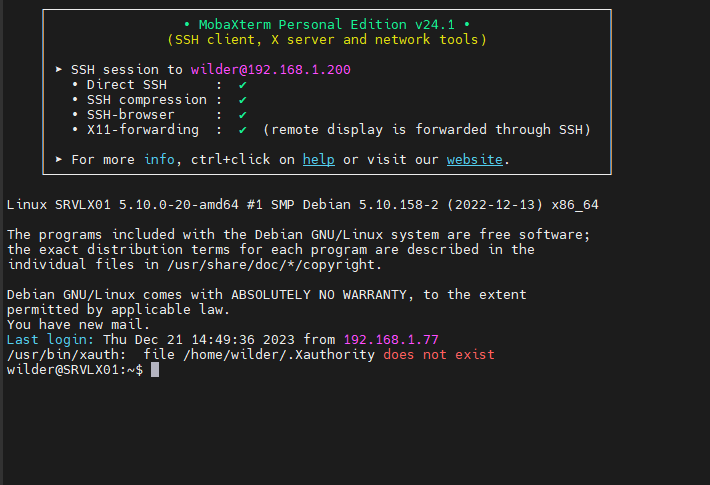 • MobaXterm Personal Edition v24.1 •
(SSH client, X server and network tools)
➤ SSH session to wilder@192.168.1.200
• Direct SSH : ✔
• SSH compression : ✔
• SSH-browser : ✔
• X11-forwarding : ✔ (remote display is forwarded through SSH)
➤ For more info, ctrl+click on help or visit our website.
Linux SRVLX01 5.10.0-20-amd64 #1 SMP Debian 5.10.158-2 (2022-12-13) x86_64
The programs included with the Debian GNU/Linux system are free software;
the exact distribution terms for each program are described in the
individual files in /usr/share/doc/*/copyright.
Debian GNU/Linux comes with ABSOLUTELY NO WARRANTY, to the extent
permitted by applicable law.
You have new mail.
Last login: Thu Dec 21 14:49:36 2023 from 192.168.1.77
/usr/bin/xauth:  file /home/wilder/.Xauthority does not exist
wilder@SRVLX01:~$